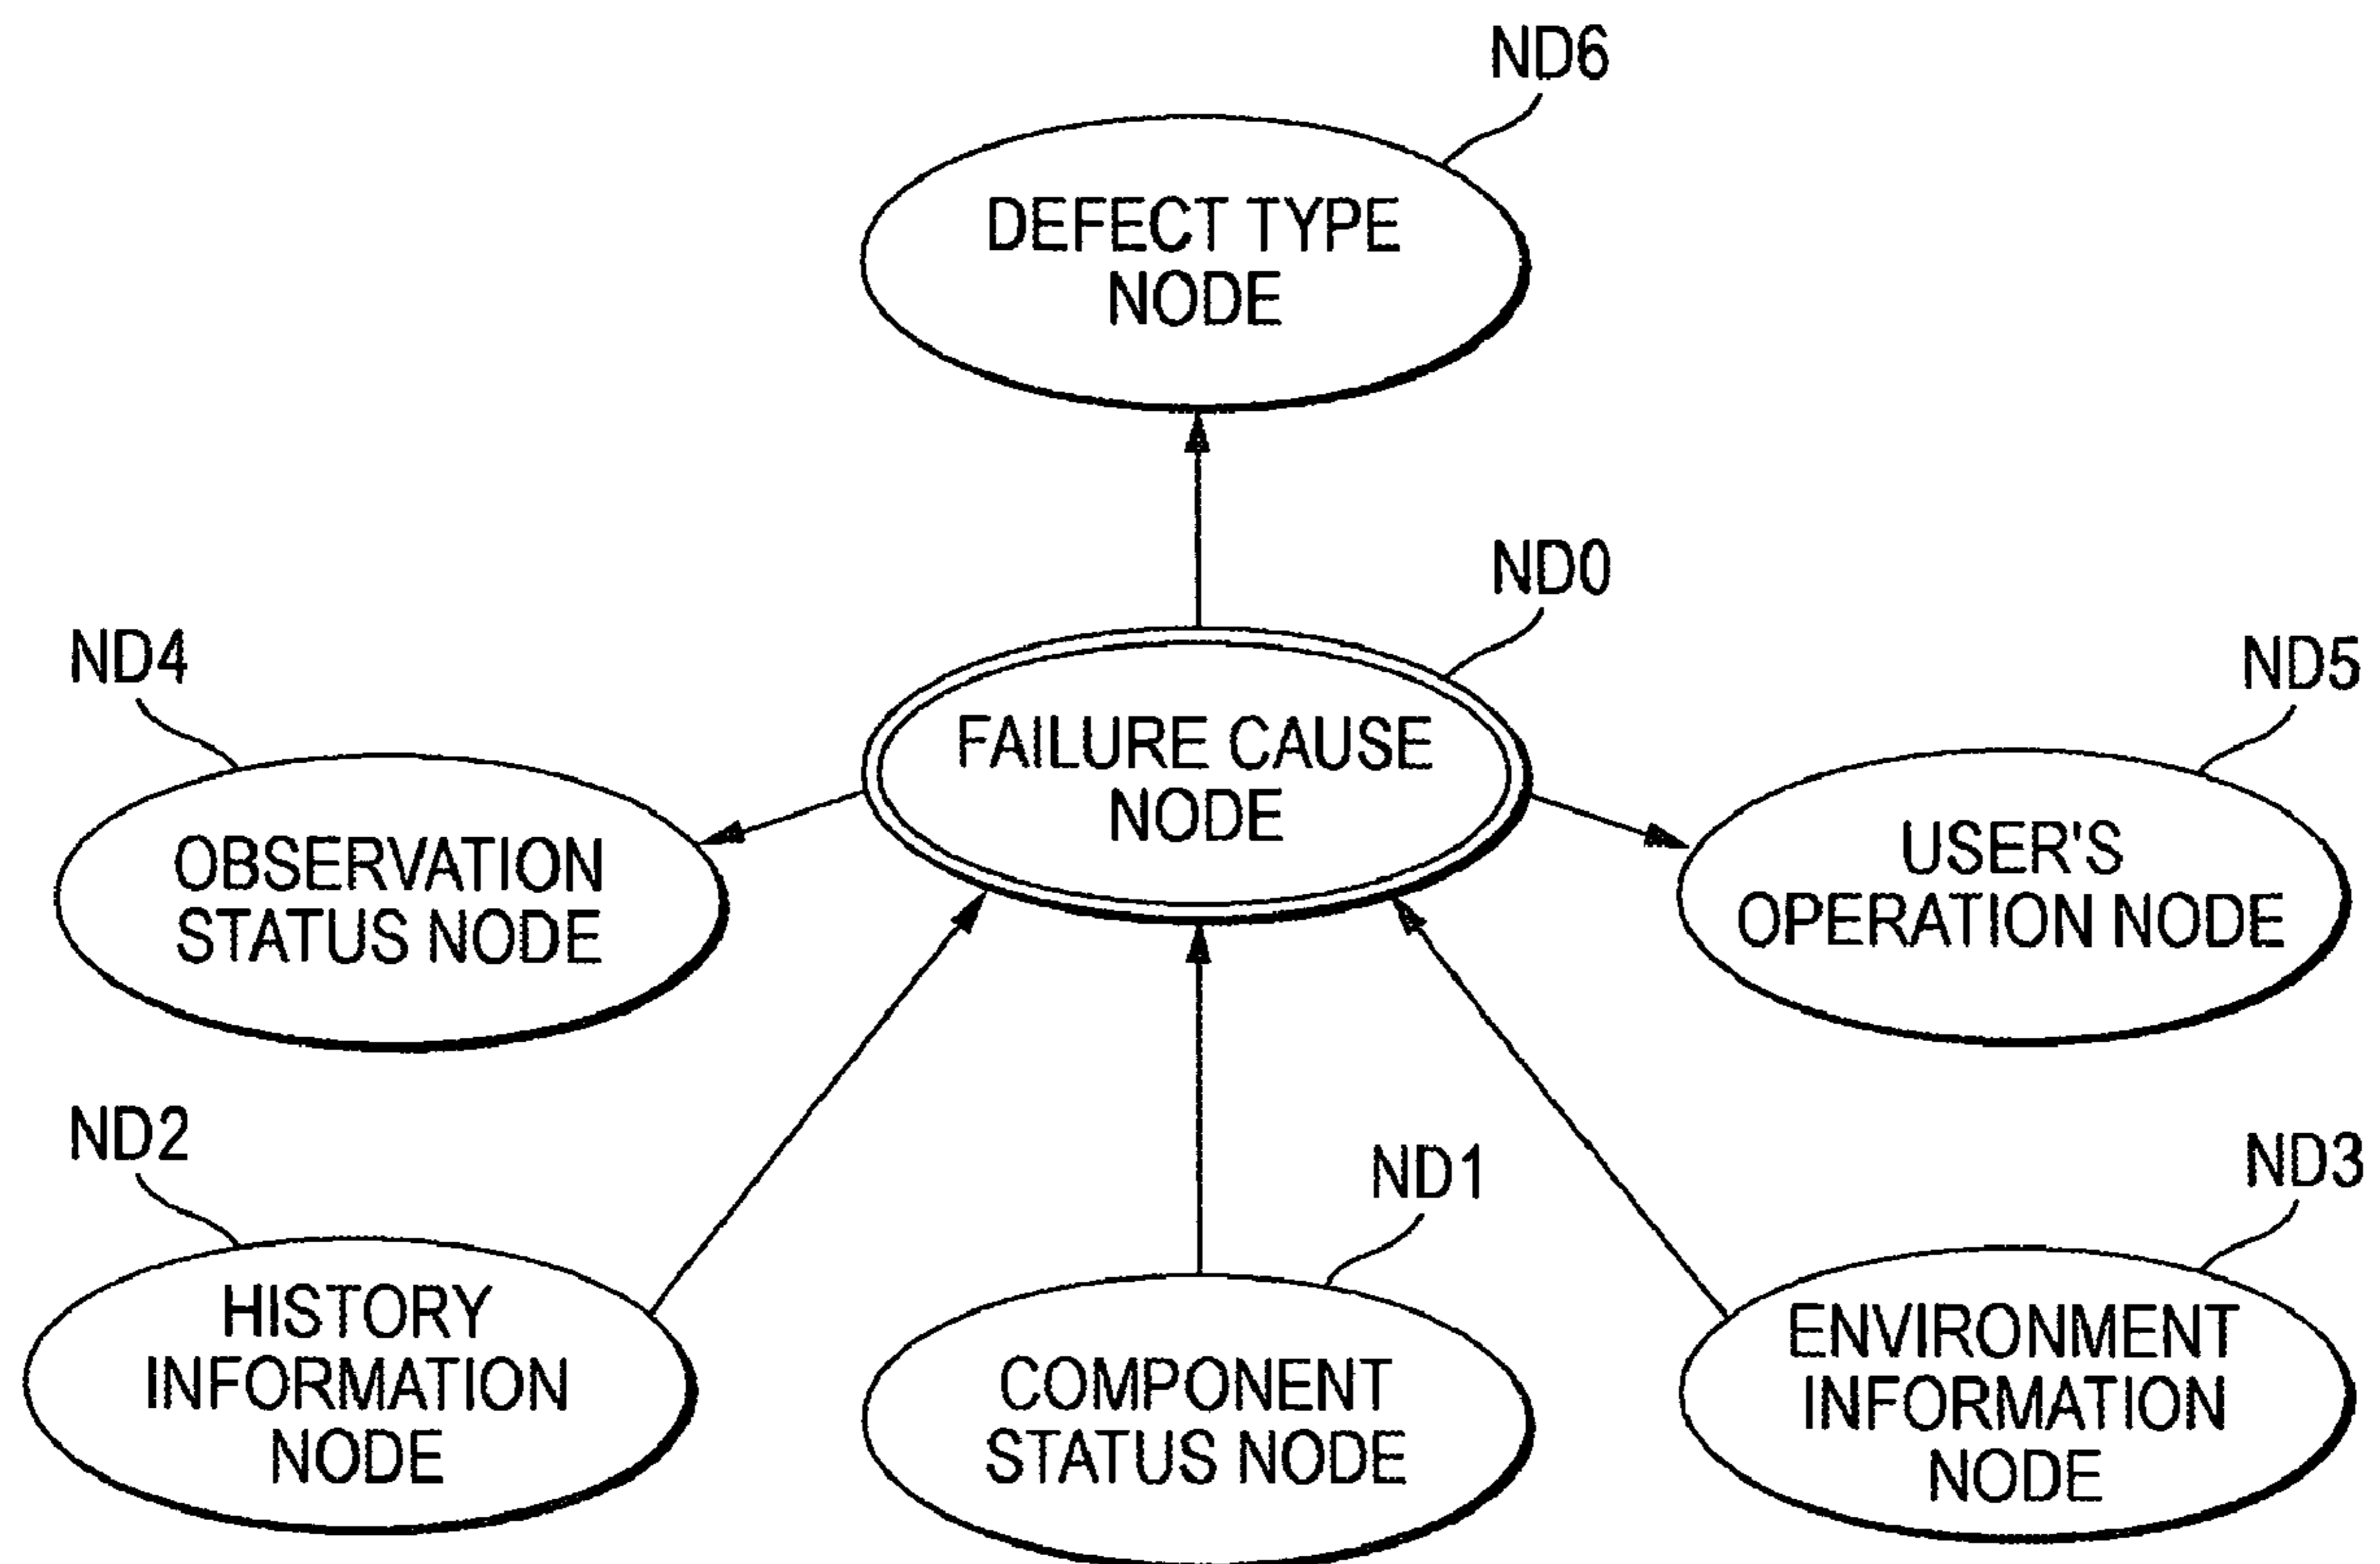 ND6
DEFECT TYPE
NODE
ND0
FAILURE CAUSE
NODE
ND4
OBSERVATION
STATUS NODE
ND5
USER'S
OPERATION NODE
ND2
HISTORY
INFORMATION
NODE
ND1
COMPONENT
STATUS NODE
ND3
ENVIRONMENT
INFORMATION
NODE